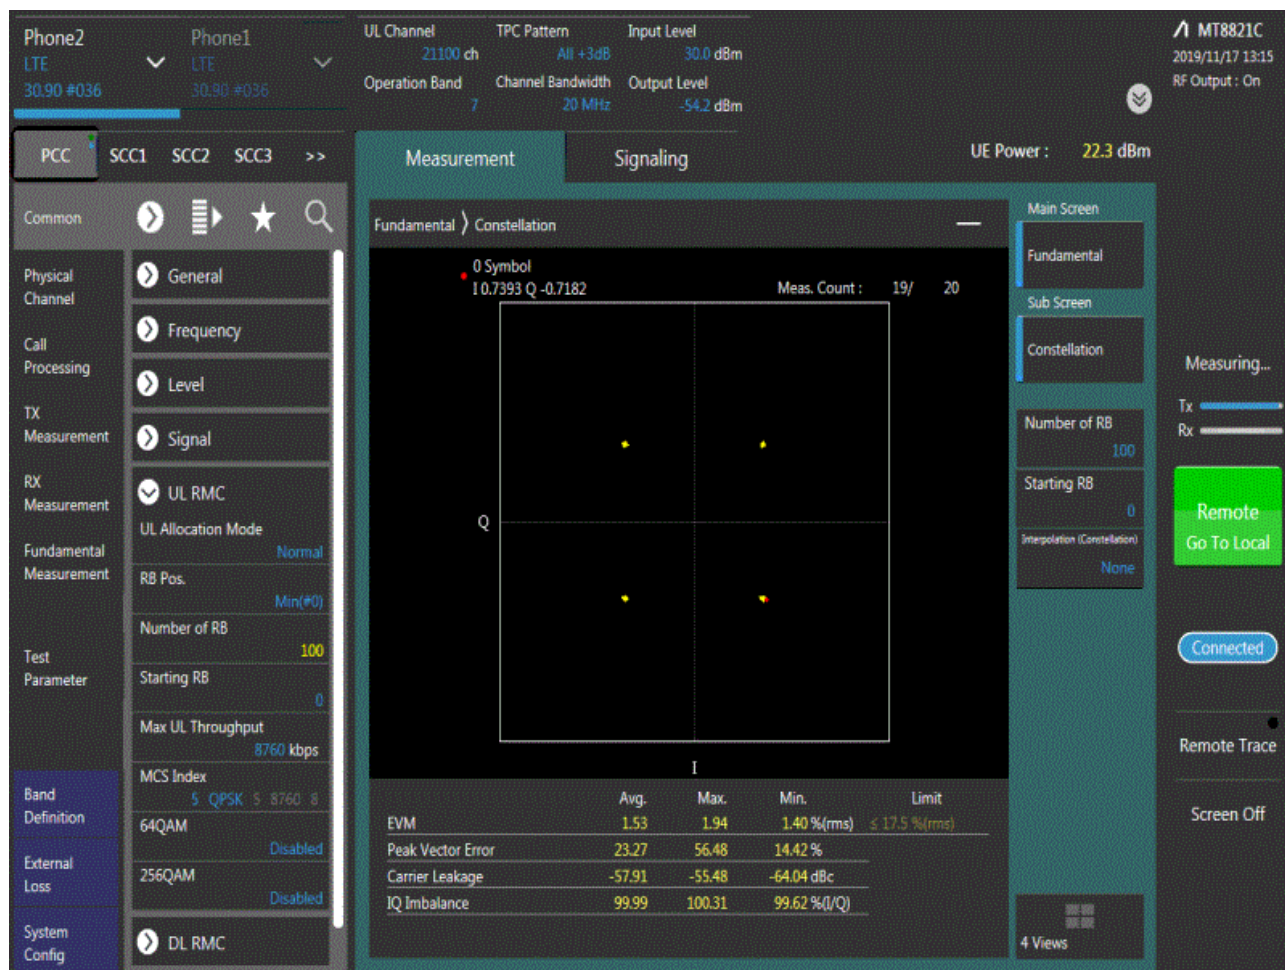 Phone2
LTE
30.90 #036
Phone1
LTE
30.90 #036
UL Channel
21100 ch
TPC Pattern
All +3dB
Input Level
30.0 dBm
Operation Band
7
Channel Bandwidth
20 MHz
Output Level
-54.2 dBm
MT8821C
2019/11/17 13:15
RF Output : On
PCC SCC1 SCC2 SCC3 >>
Measurement
Signaling
UE Power : 22.3 dBm
Common
Physical
Channel
Call
Processing
TX
Measurement
RX
Measurement
Fundamental
Measurement
Test
Parameter
Band
Definition
External
Loss
System
Config
General
Frequency
Level
Signal
UL RMC
UL Allocation Mode
Normal
RB Pos.
Min(#0)
Number of RB
100
Starting RB
0
Max UL Throughput
8760 kbps
MCS Index
5 QPSK 5 8760 8
64QAM
Disabled
256QAM
Disabled
DL RMC
Fundamental 〉 Constellation
0 Symbol
I 0.7393 Q -0.7182
Meas. Count : 19/ 20
Q
I
Avg. Max. Min. Limit
EVM 1.53 1.94 1.40 %(rms) ≤ 17.5 %(rms)
Peak Vector Error 23.27 56.48 14.42 %
Carrier Leakage -57.91 -55.48 -64.04 dBc
IQ Imbalance 99.99 100.31 99.62 %(I/Q)
Main Screen
Fundamental
Sub Screen
Constellation
Number of RB
100
Starting RB
0
Interpolation (Constellation)
None
4 Views
Measuring...
Tx
Rx
Remote
Go To Local
Connected
Remote Trace
Screen Off